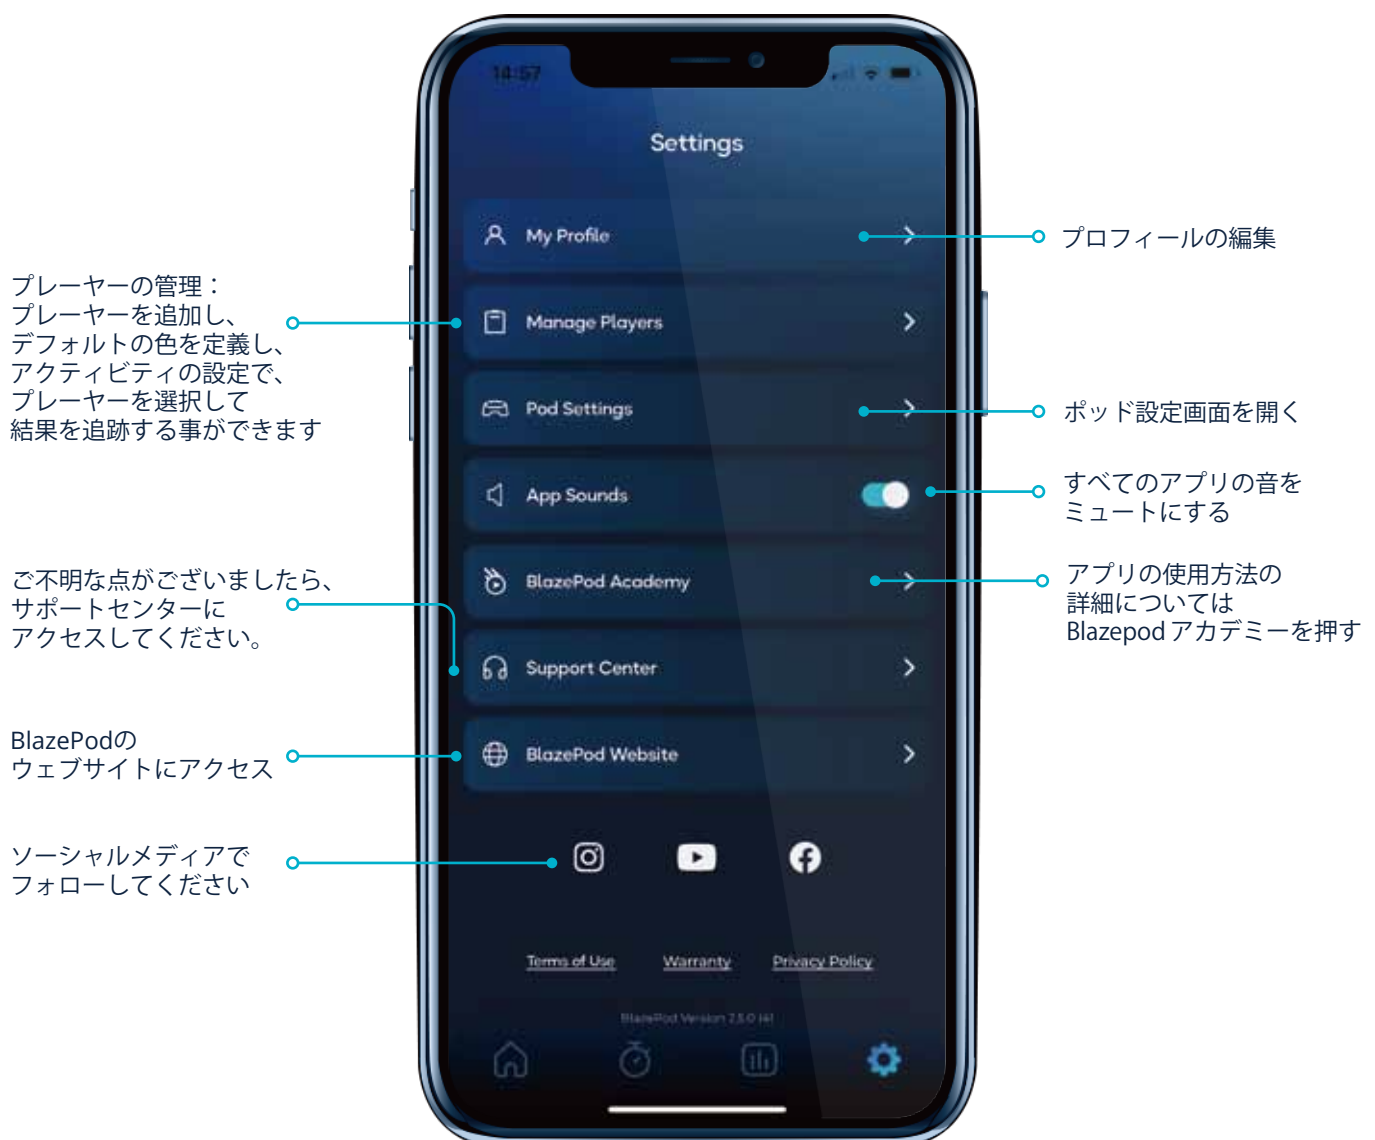 14:57
Settings
My Profile
プロフィールの編集
プレーヤーの管理：
プレーヤーを追加し、
デフォルトの色を定義し、
アクティビティの設定で、
プレーヤーを選択して
結果を追跡する事ができます
Manage Players
Pod Settings
ポッド設定画面を開く
App Sounds
すべてのアプリの音を
ミュートにする
BlazePod Academy
アプリの使用方法の
詳細については
Blazepod アカデミーを押す
ご不明な点がございましたら、
サポートセンターに
アクセスしてください。
Support Center
BlazePodの
ウェブサイトにアクセス
BlazePod Website
ソーシャルメディアで
フォローしてください
Terms of Use Warranty Privacy Policy
BlazePod Version 2.5.0 (4)